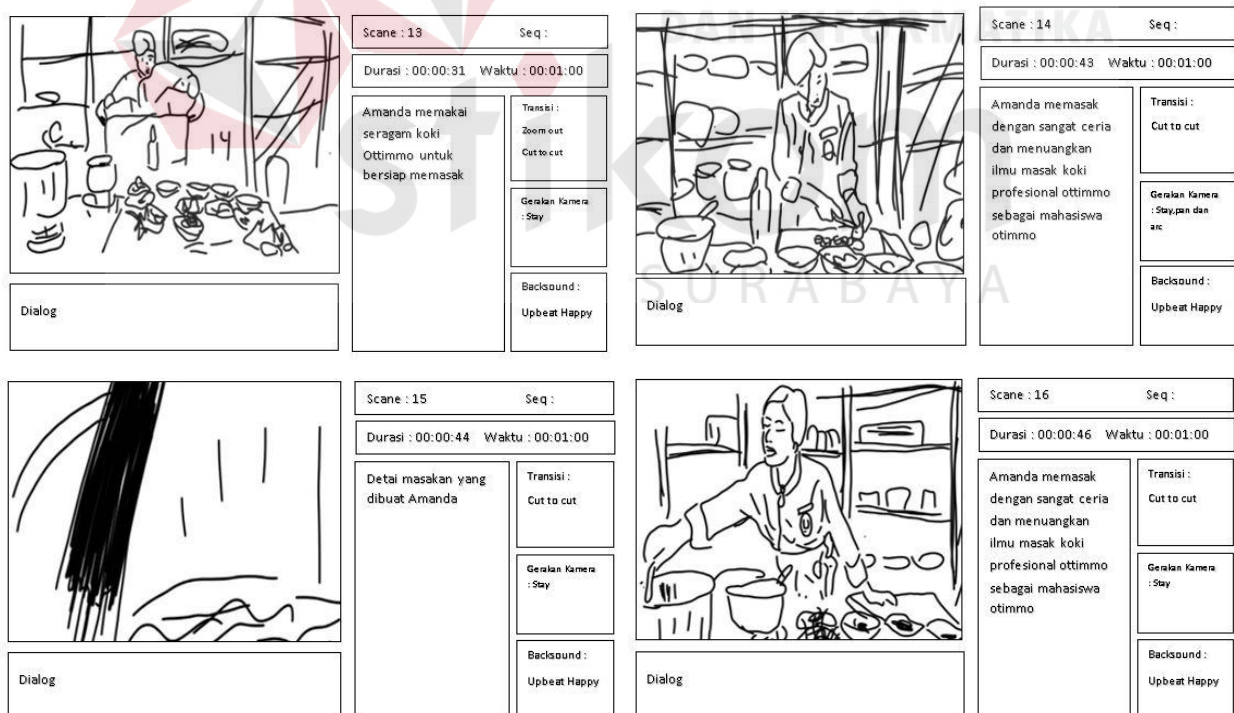 DAN INFORMATIKA
stikom
SURABAYA
Scane : 13 Seq :
Durasi : 00:00:31 Waktu : 00:01:00
Amanda memakai
seragam koki
Ottimmo untuk
bersiap memasak
Transisi :
Zoom out
Cut to cut
Gerakan Kamera
: Stay
Backsound :
Upbeat Happy
Dialog
Scane : 14 Seq :
Durasi : 00:00:43 Waktu : 00:01:00
Amanda memasak
dengan sangat ceria
dan menuangkan
ilmu masak koki
profesional ottimmo
sebagai mahasiswa
otimmo
Transisi :
Cut to cut
Gerakan Kamera
: Stay,pan dan
arc
Backsound :
Upbeat Happy
Dialog
Scane : 15 Seq :
Durasi : 00:00:44 Waktu : 00:01:00
Detai masakan yang
dibuat Amanda
Transisi :
Cut to cut
Gerakan Kamera
: Stay
Backsound :
Upbeat Happy
Dialog
Scane : 16 Seq :
Durasi : 00:00:46 Waktu : 00:01:00
Amanda memasak
dengan sangat ceria
dan menuangkan
ilmu masak koki
profesional ottimmo
sebagai mahasiswa
otimmo
Transisi :
Cut to cut
Gerakan Kamera
: Stay
Backsound :
Upbeat Happy
Dialog